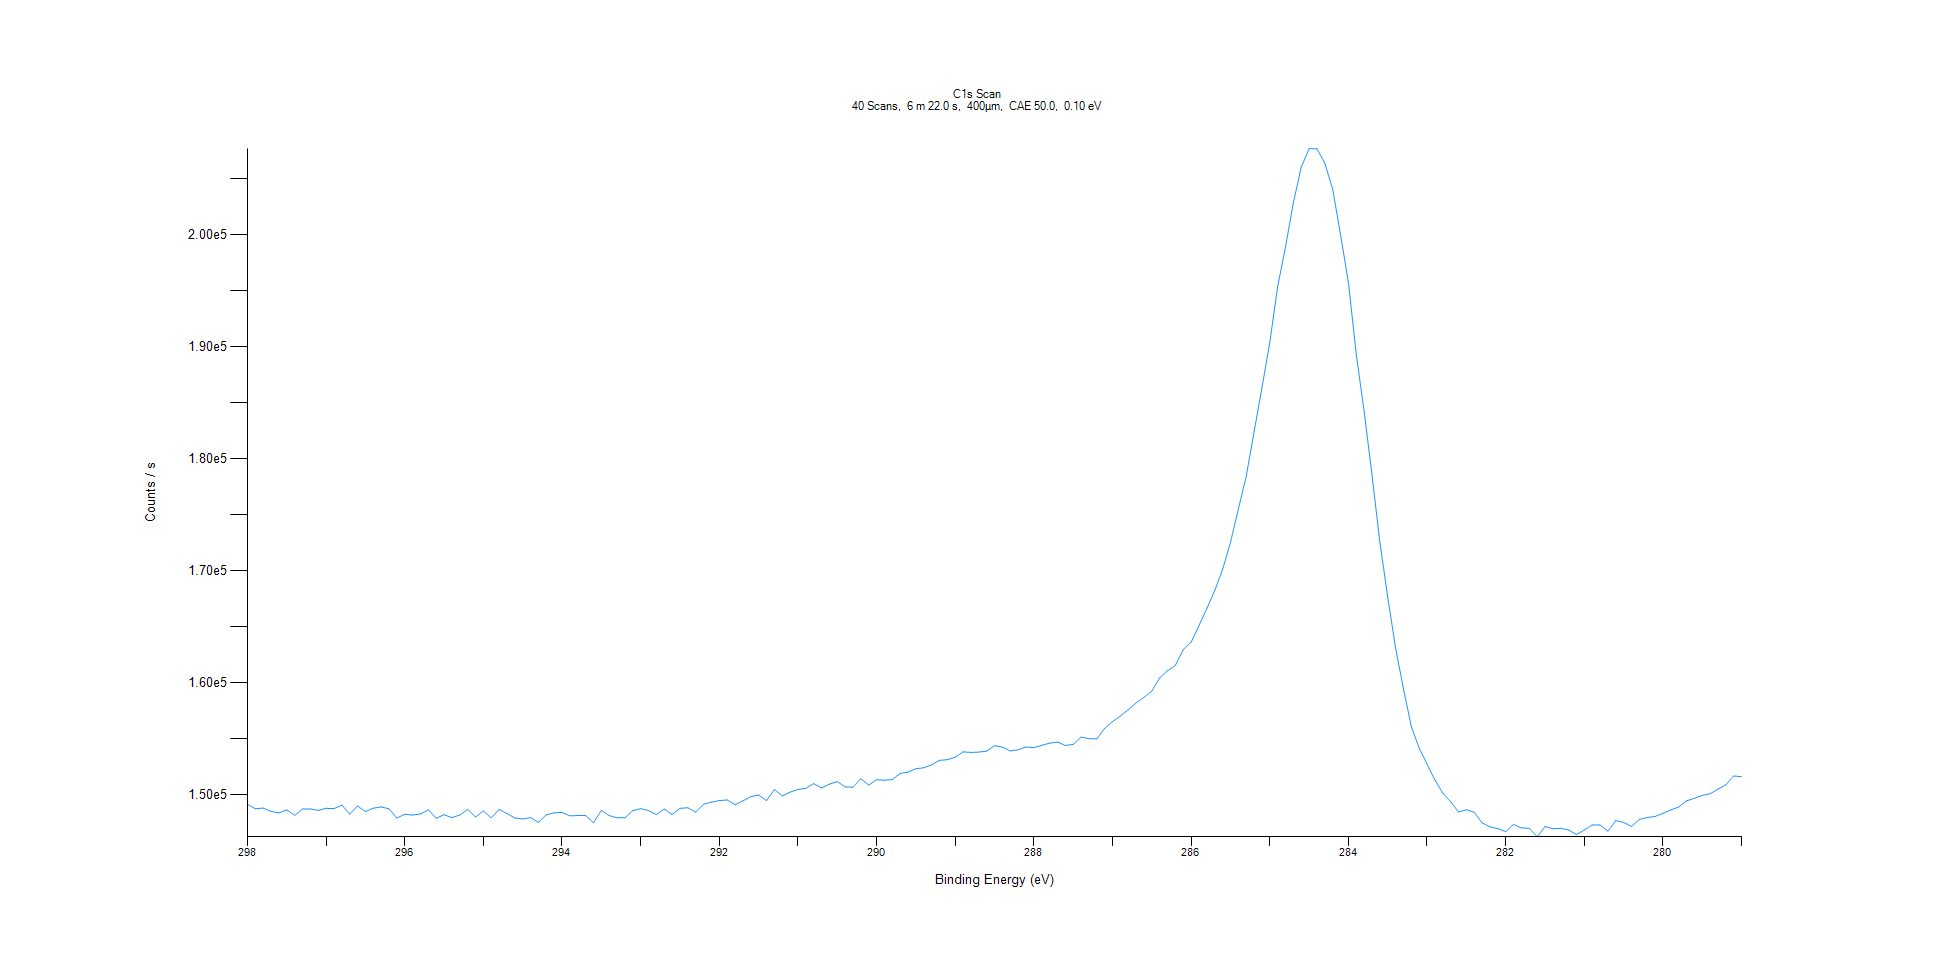 C1s Scan
40 Scans, 6 m 22.0 s, 400µm, CAE 50.0, 0.10 eV
2.00e5
1.90e5
1.80e5
1.70e5
1.60e5
1.50e5
Counts / s
298 296 294 292 290 288 286 284 282 280
Binding Energy (eV)